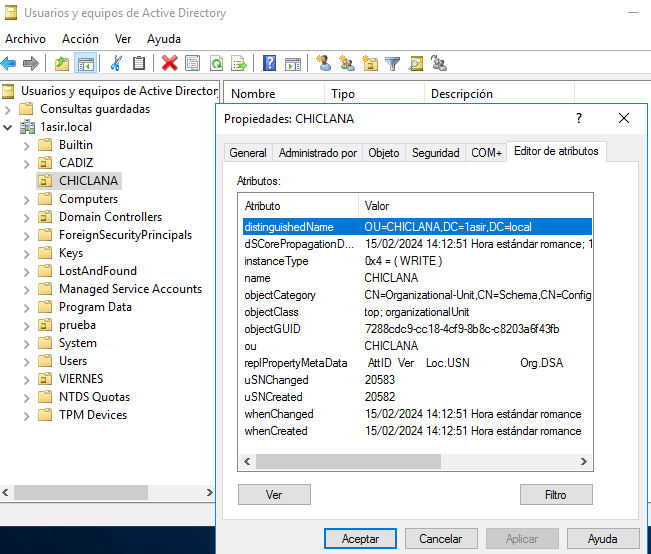 Usuarios y equipos de Active Directory
Archivo Acción Ver Ayuda
Usuarios y equipos de Active Director
Consultas guardadas
1asir.local
Builtin
CADIZ
CHICLANA
Computers
Domain Controllers
ForeignSecurityPrincipals
Keys
LostAndFound
Managed Service Accounts
Program Data
prueba
System
Users
VIERNES
NTDS Quotas
TPM Devices
Nombre Tipo Descripción
Propiedades: CHICLANA ?
General Administrado por Objeto Seguridad COM+ Editor de atributos
Atributos:
Atributo Valor
distinguishedName OU=CHICLANA,DC=1asir,DC=local
dSCorePropagationD... 15/02/2024 14:12:51 Hora estándar romance; 1
instanceType 0x4 = ( WRITE )
name CHICLANA
objectCategory CN=Organizational-Unit,CN=Schema,CN=Config
objectClass top; organizationalUnit
objectGUID 7288cdc9-cc18-4cf9-8b8c-c8203a6f43fb
ou CHICLANA
replPropertyMetaData AttID Ver Loc.USN Org.DSA
uSNChanged 20583
uSNCreated 20582
whenChanged 15/02/2024 14:12:51 Hora estándar romance
whenCreated 15/02/2024 14:12:51 Hora estándar romance
Ver Filtro
Aceptar Cancelar Aplicar Ayuda